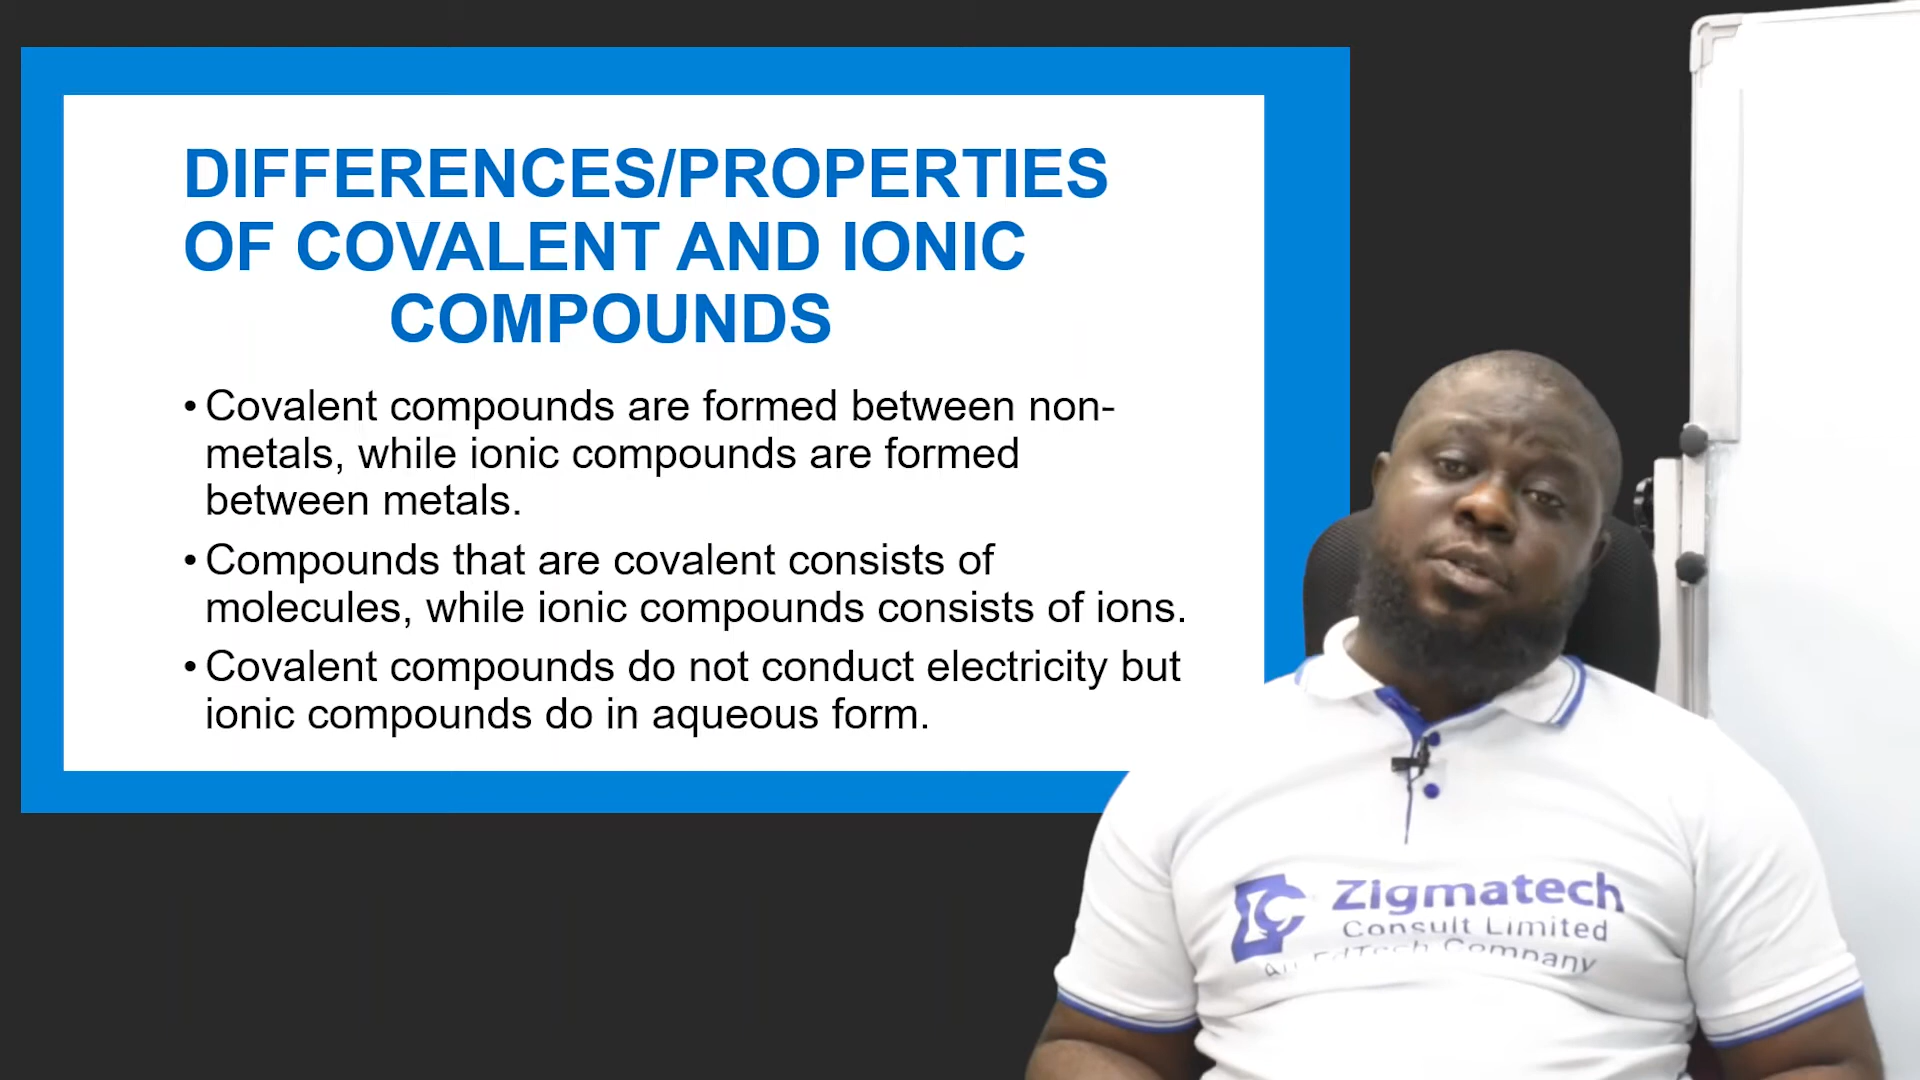 DIFFERENCES/PROPERTIES
OF COVALENT AND IONIC
COMPOUNDS
• Covalent compounds are formed between non-
metals, while ionic compounds are formed
between metals.
• Compounds that are covalent consists of
molecules, while ionic compounds consists of ions.
• Covalent compounds do not conduct electricity but
ionic compounds do in aqueous form.
Zigmatech
Consult Limited
An EdTech Company